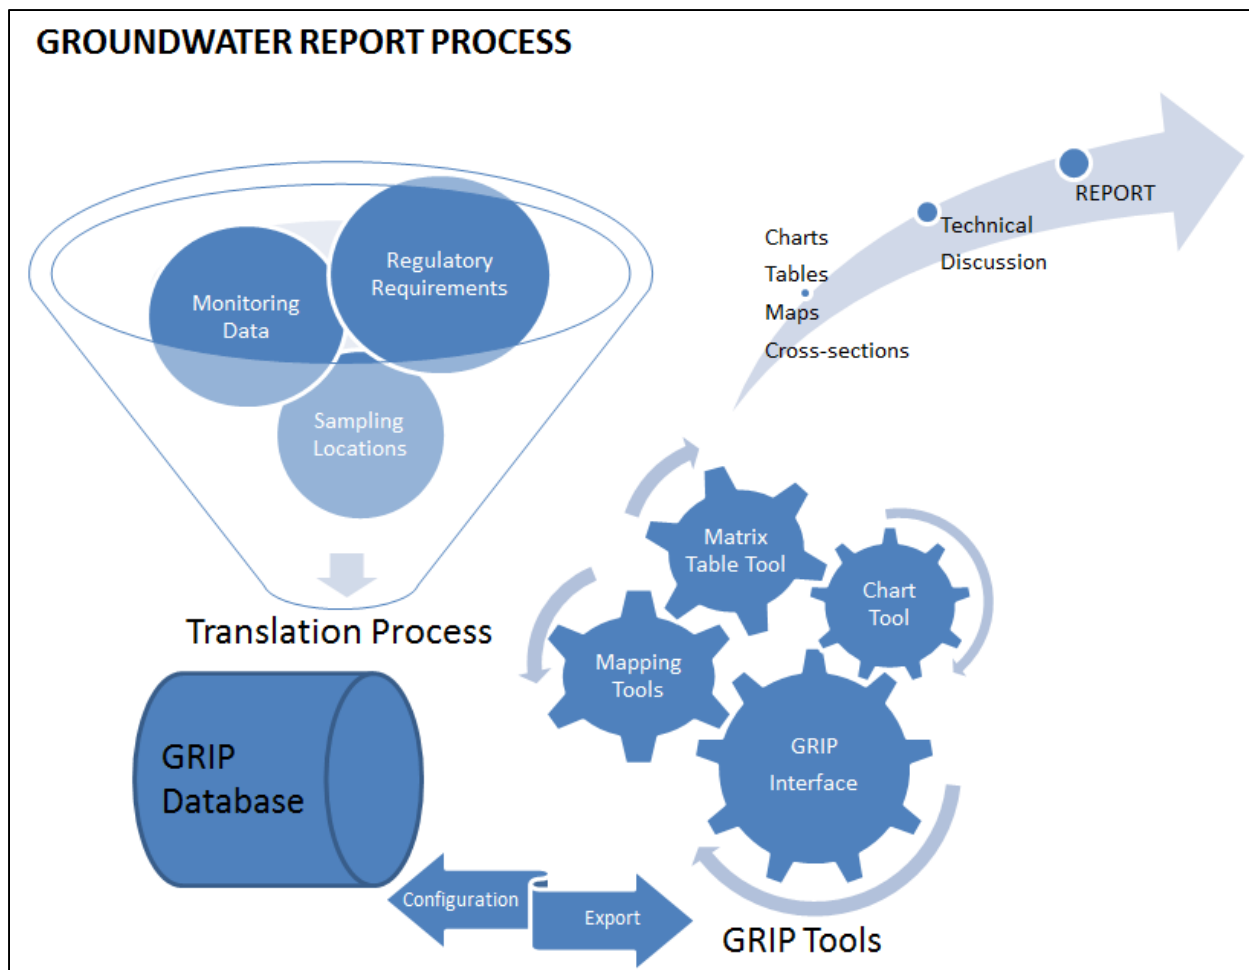 GROUNDWATER REPORT PROCESS
Monitoring
Data
Regulatory
Requirements
Sampling
Locations
Translation Process
GRIP
Database
Configuration
Export
Matrix
Table Tool
Chart
Tool
Mapping
Tools
GRIP
Interface
GRIP Tools
Charts
Tables
Maps
Cross-sections
Technical
Discussion
REPORT